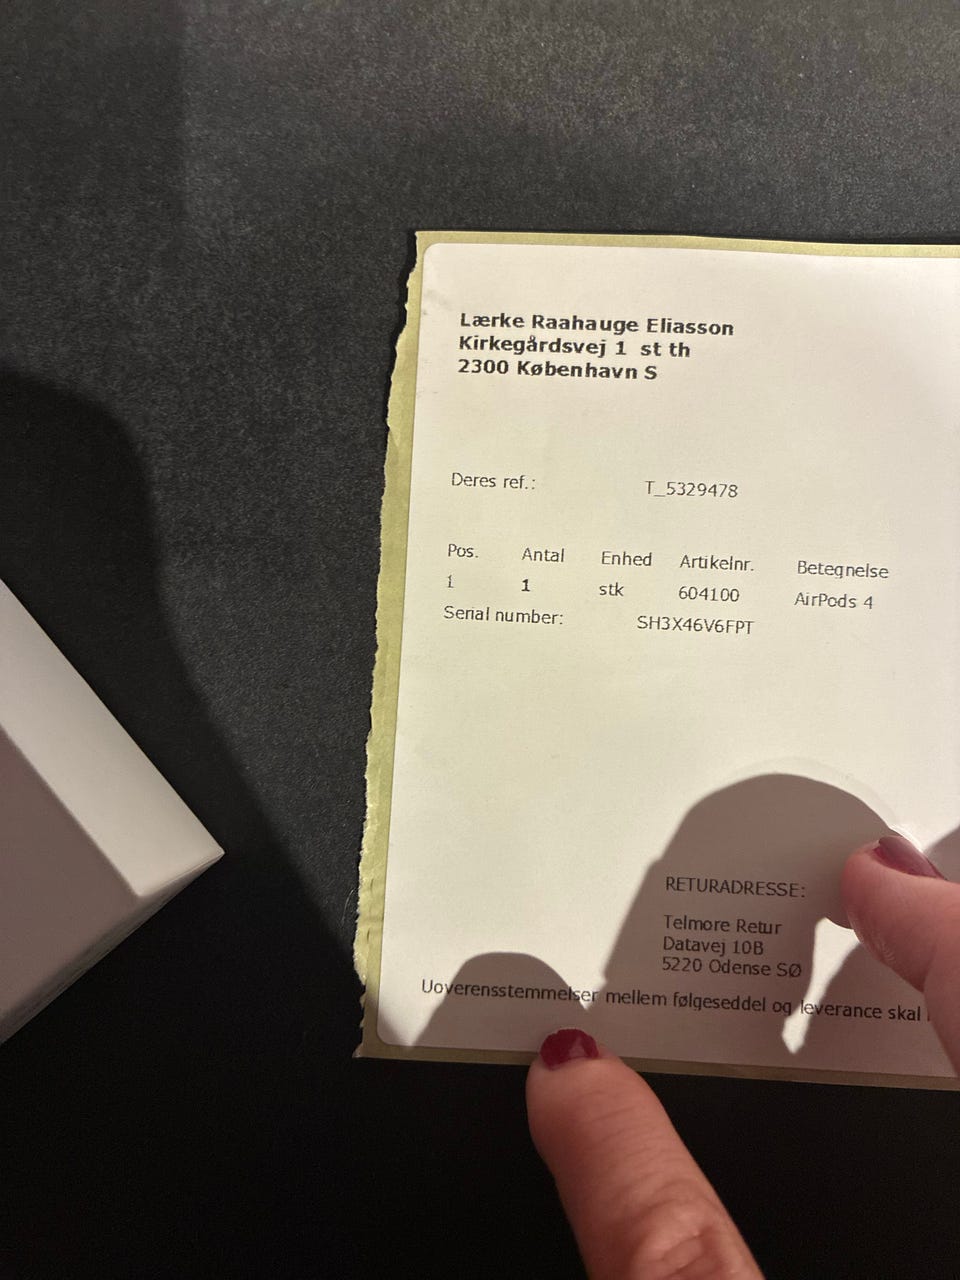 Lærke Raahauge Eliasson
Kirkegårdsvej 1 st th
2300 København S
Deres ref.: T_5329478
Pos. Antal Enhed Artikelnr. Betegnelse
1 1 stk 604100 AirPods 4
Serial number: SH3X46V6FPT
RETURADRESSE:
Telmore Retur
Datavej 10B
5220 Odense SØ
Uoverensstemmelser mellem følgeseddel og leverance skal